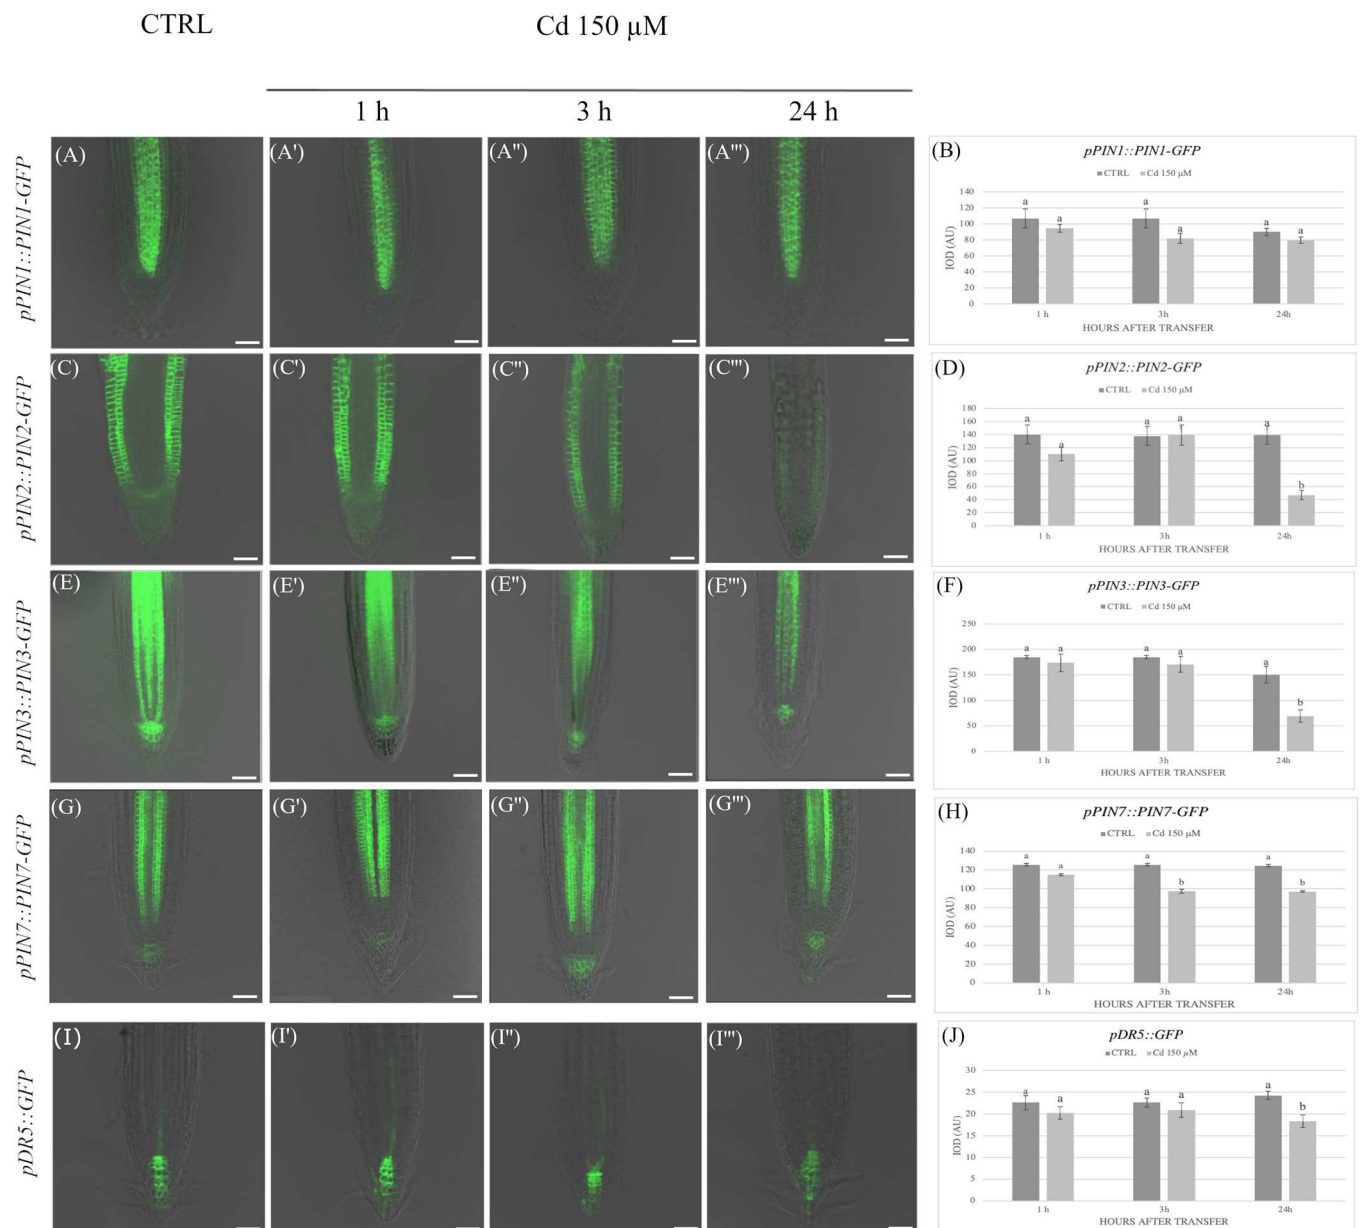 CTRL
Cd 150 µM
1 h
3 h
24 h
pPIN1::PIN1-GFP
(A)
(A')
(A'')
(A''')
(B)
pPIN1::PIN1-GFP
CTRL
Cd 150 µM
IOD (AU)
140
120
100
80
60
40
20
0
a
a
a
a
a
a
1 h
3h
24h
HOURS AFTER TRANSFER
pPIN2::PIN2-GFP
(C)
(C')
(C'')
(C''')
(D)
pPIN2::PIN2-GFP
CTRL
Cd 150 µM
IOD (AU)
180
160
140
120
100
80
60
40
20
0
a
a
a
a
a
b
1 h
3h
24h
HOURS AFTER TRANSFER
pPIN3::PIN3-GFP
(E)
(E')
(E'')
(E''')
(F)
pPIN3::PIN3-GFP
CTRL
Cd 150 µM
IOD (AU)
250
200
150
100
50
0
a
a
a
a
a
b
1 h
3h
24h
HOURS AFTER TRANSFER
pPIN7::PIN7-GFP
(G)
(G')
(G'')
(G''')
(H)
pPIN7::PIN7-GFP
CTRL
Cd 150 µM
IOD (AU)
140
120
100
80
60
40
20
0
a
a
a
b
a
b
1 h
3h
24h
HOURS AFTER TRANSFER
pDR5::GFP
(I)
(I')
(I'')
(I''')
(J)
pDR5::GFP
CTRL
Cd 150 µM
IOD (AU)
30
25
20
15
10
5
0
a
a
a
a
a
b
1 h
3h
24h
HOURS AFTER TRANSFER